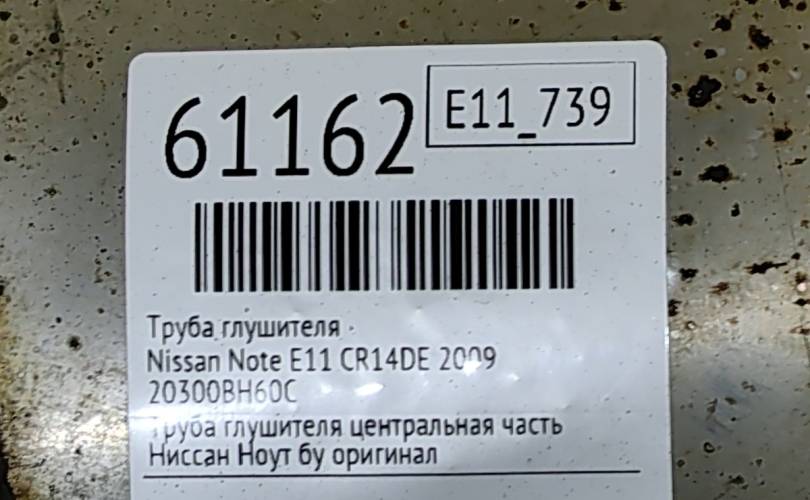 61162
E11_739
Труба глушителя
Nissan Note E11 CR14DE 2009
20300BH60C
Труба глушителя центральная часть
Ниссан Ноут бу оригинал